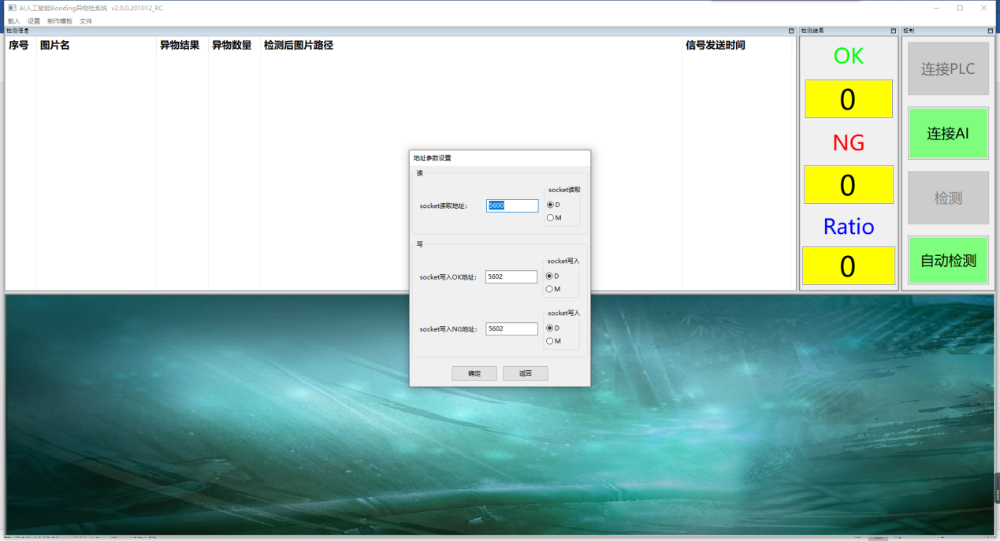 AI人工智能Bonding异物检系统 v2.0.0.201012_RC
载入 设置 制作模板 文件
检测信息 检测结果 控制
序号 图片名 异物结果 异物数量 检测后图片路径 信号发送时间
OK
0
NG
0
Ratio
0
连接PLC
连接AI
检测
自动检测
地址参数设置
读
socket读取
socket读取地址: 5600 D
M
写
socket写入
socket写入OK地址: 5602 D
M
socket写入
socket写入NG地址: 5602 D
M
确定 返回